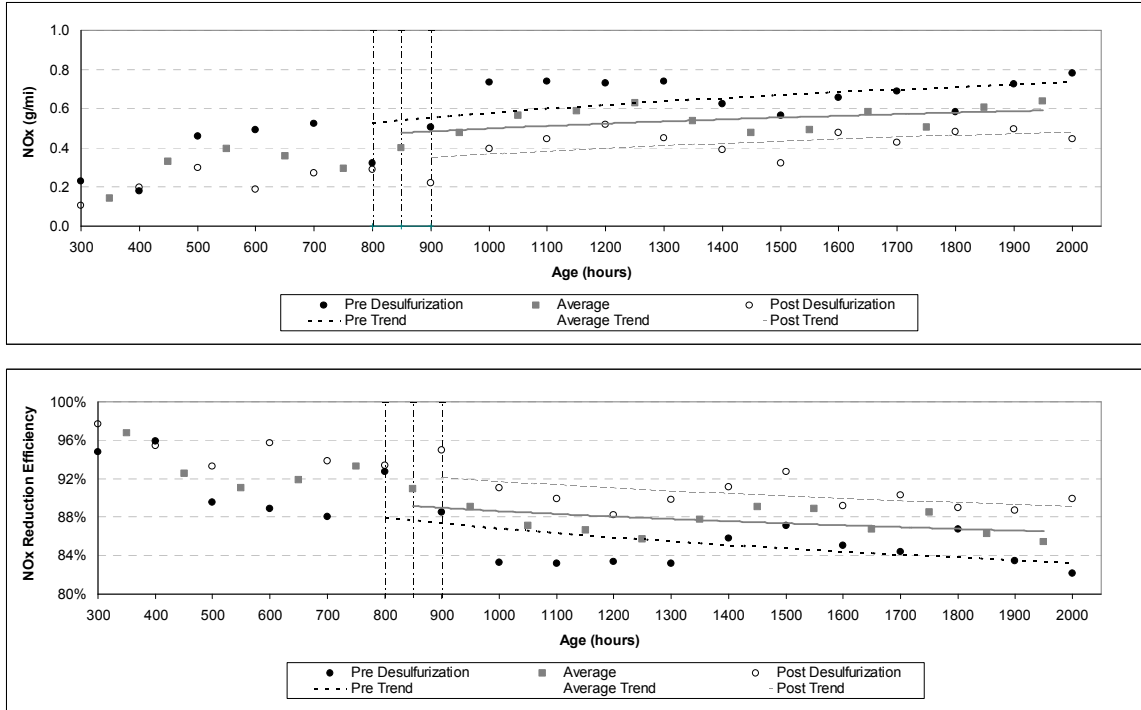 1.0
0.8
0.6
0.4
0.2
0.0
NOx (g/mi)
300 400 500 600 700 800 900 1000 1100 1200 1300 1400 1500 1600 1700 1800 1900 2000
Age (hours)
Pre Desulfurization Average Post Desulfurization
Pre Trend Average Trend Post Trend
100%
96%
92%
88%
84%
80%
NOx Reduction Efficiency
300 400 500 600 700 800 900 1000 1100 1200 1300 1400 1500 1600 1700 1800 1900 2000
Age (hours)
Pre Desulfurization Average Post Desulfurization
Pre Trend Average Trend Post Trend